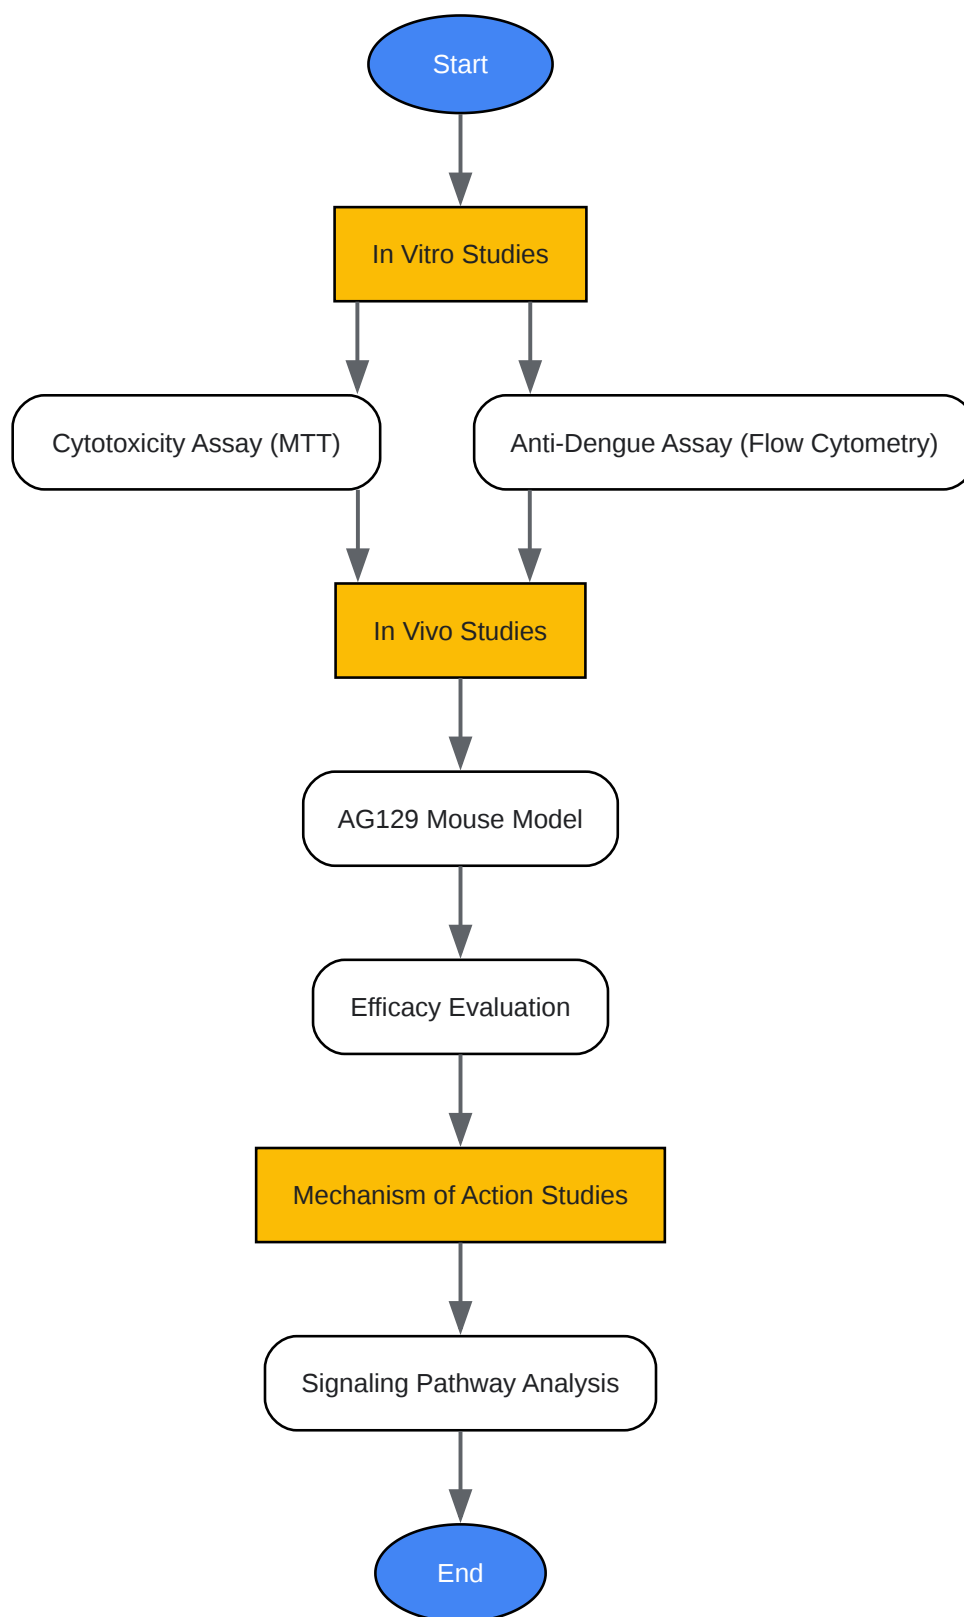 Start
In Vitro Studies
Cytotoxicity Assay (MTT)
Anti-Dengue Assay (Flow Cytometry)
In Vivo Studies
AG129 Mouse Model
Efficacy Evaluation
Mechanism of Action Studies
Signaling Pathway Analysis
End